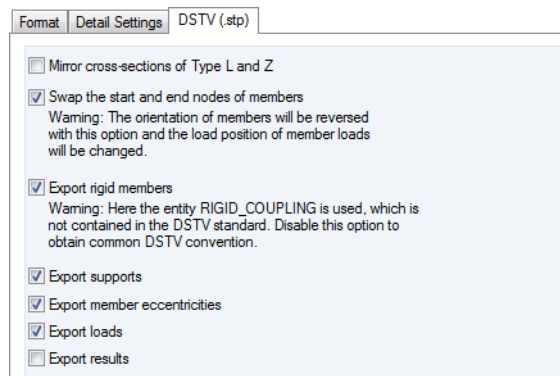 Format Detail Settings DSTV (.stp)
Mirror cross-sections of Type L and Z
Swap the start and end nodes of members
Warning: The orientation of members will be reversed
with this option and the load position of member loads
will be changed.
Export rigid members
Warning: Here the entity RIGID_COUPLING is used, which is
not contained in the DSTV standard. Disable this option to
obtain common DSTV convention.
Export supports
Export member eccentricities
Export loads
Export results